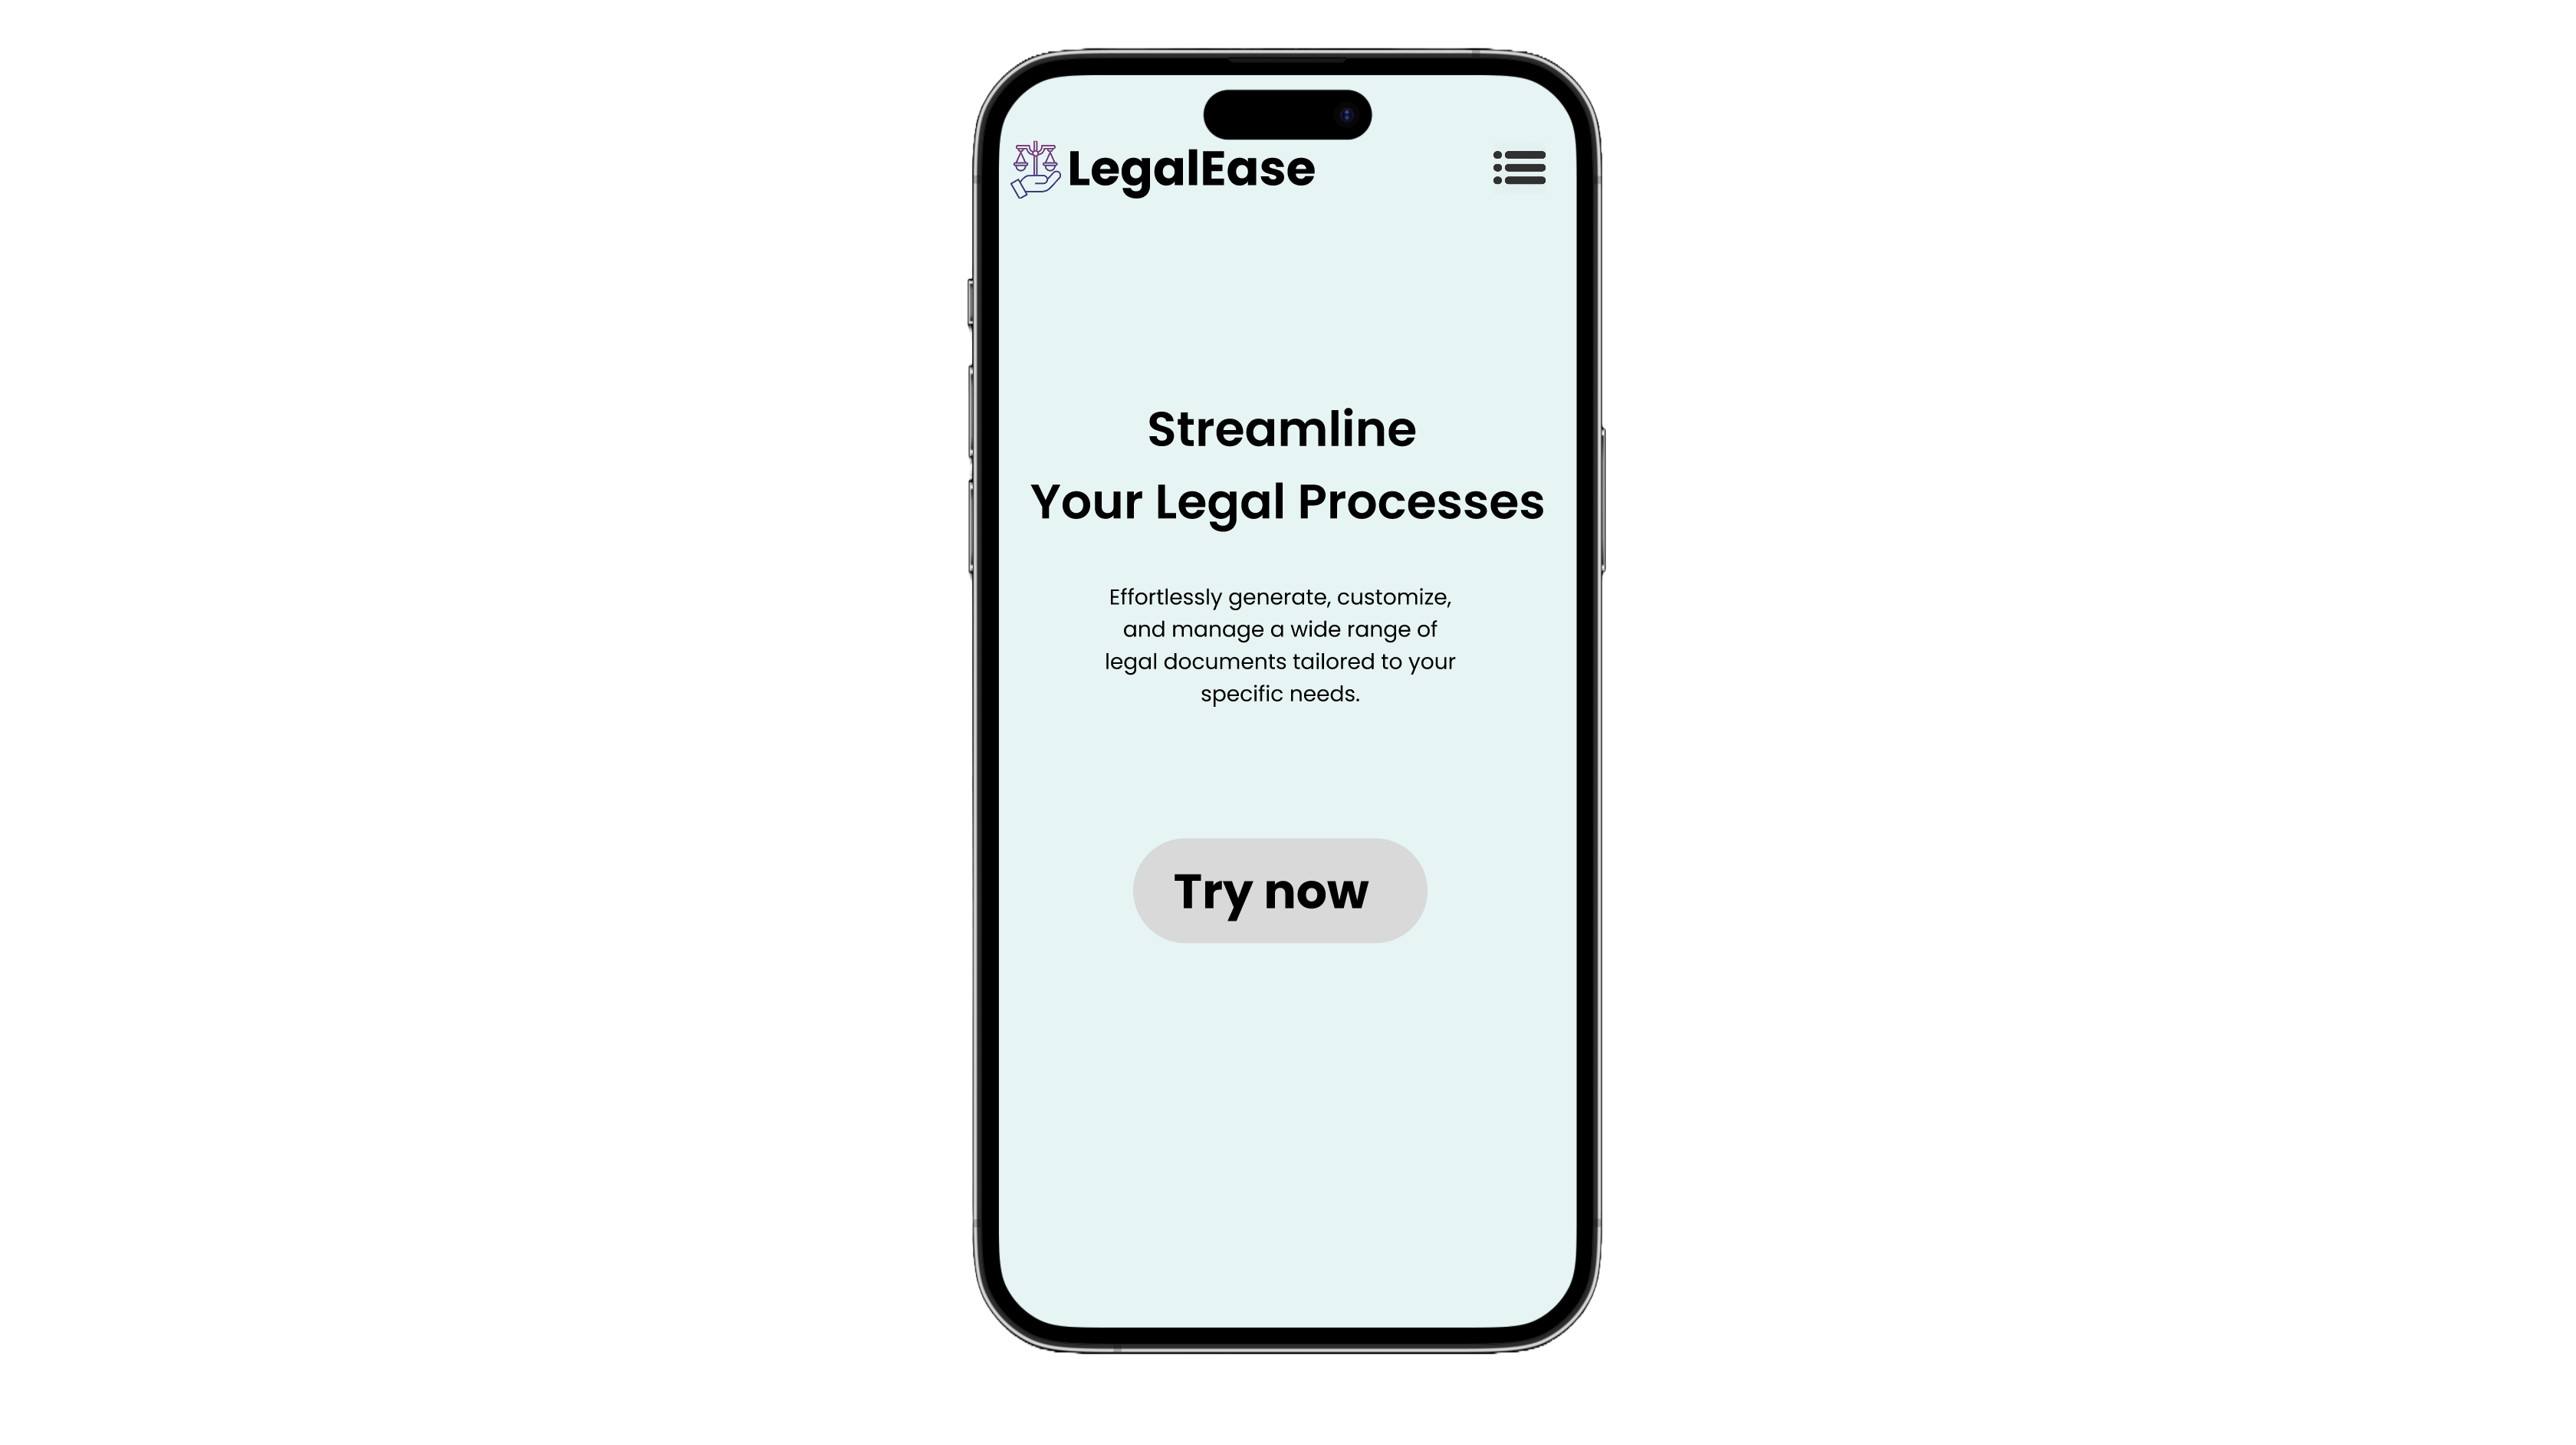 LegalEase
Streamline
Your Legal Processes
Effortlessly generate, customize,
and manage a wide range of
legal documents tailored to your
specific needs.
Try now